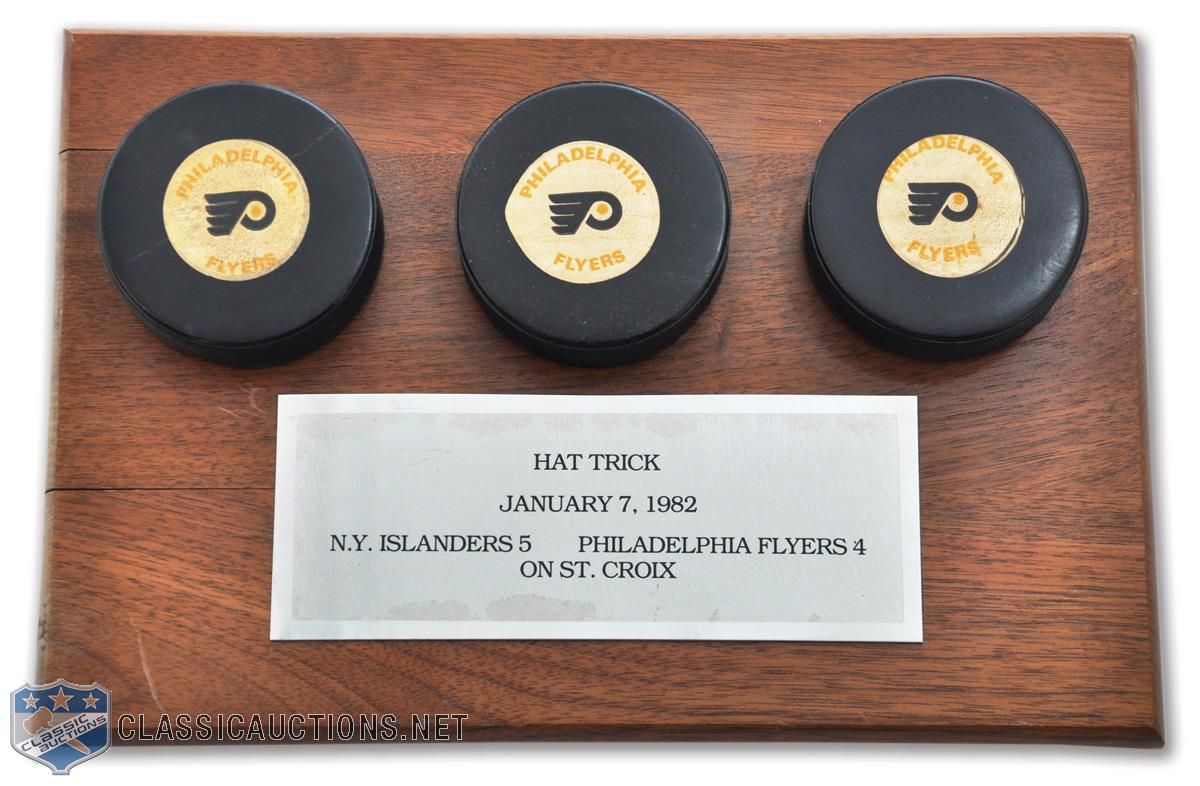 PHILADELPHIA
FLYERS
PHILADELPHIA
FLYERS
PHILADELPHIA
FLYERS
HAT TRICK
JANUARY 7, 1982
N.Y. ISLANDERS 5 PHILADELPHIA FLYERS 4
ON ST. CROIX
CLASSIC
AUCTIONS
CLASSICAUCTIONS.NET